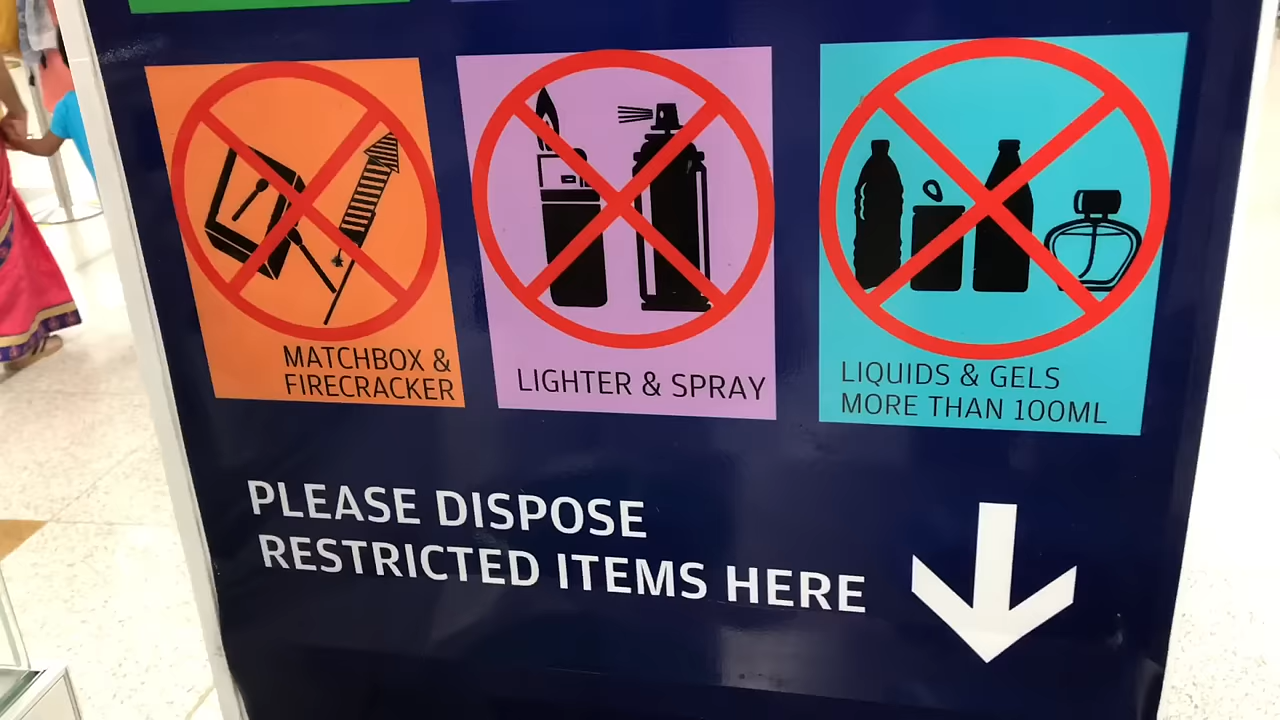 MATCHBOX &
FIRECRACKER
LIGHTER & SPRAY
LIQUIDS & GELS
MORE THAN 100ML
PLEASE DISPOSE
RESTRICTED ITEMS HERE